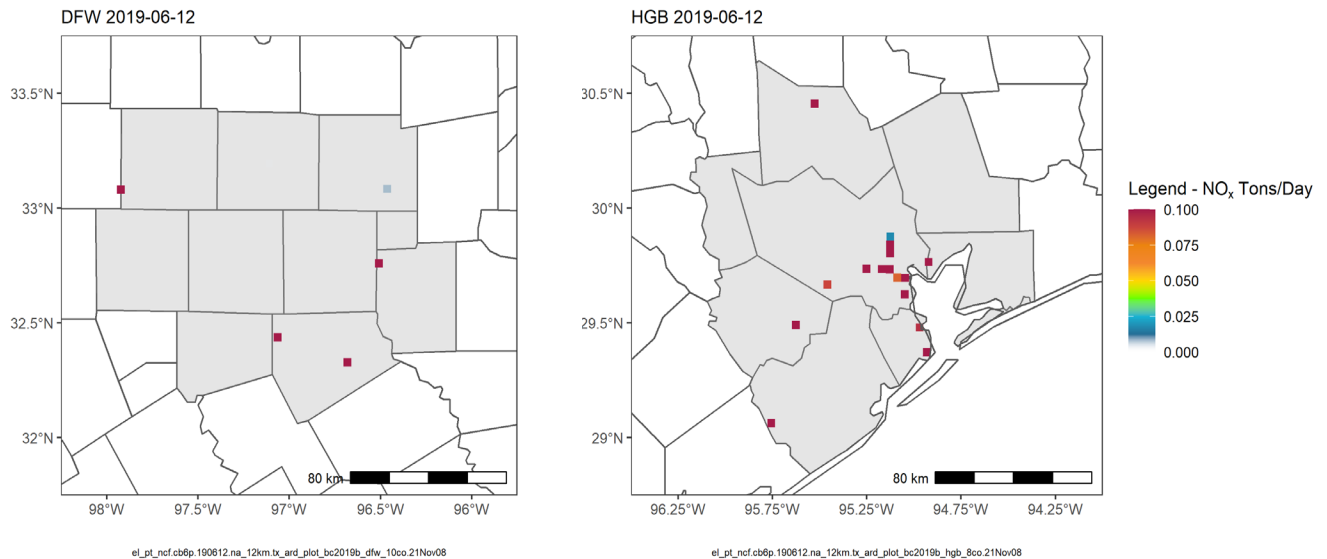 DFW 2019-06-12
33.5°N
33°N
32.5°N
32°N
80 km
98°W 97.5°W 97°W 96.5°W 96°W
el_pt_ncf.cb6p.190612.na_12km.tx_ard_plot_bc2019b_dfw_10co.21Nov08
HGB 2019-06-12
30.5°N
30°N
29.5°N
29°N
80 km
96.25°W 95.75°W 95.25°W 94.75°W 94.25°W
el_pt_ncf.cb6p.190612.na_12km.tx_ard_plot_bc2019b_hgb_8co.21Nov08
Legend - NOx Tons/Day
0.100
0.075
0.050
0.025
0.000